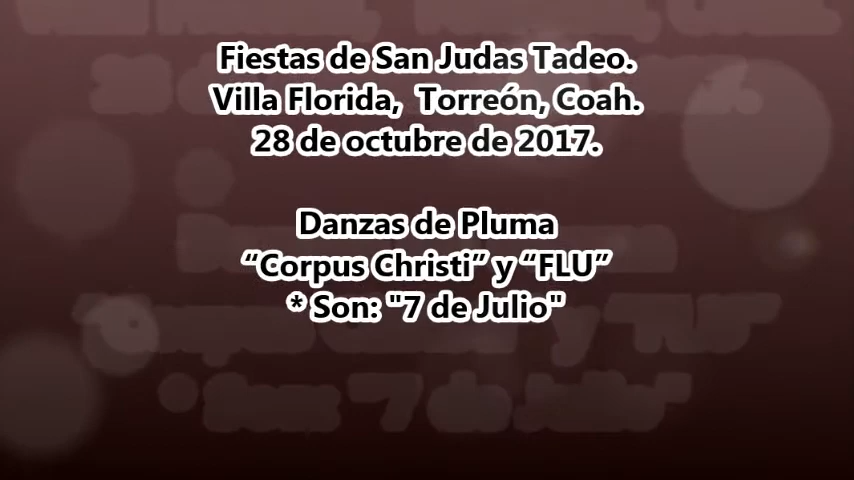 Fiestas de San Judas Tadeo.
Villa Florida,  Torreón, Coah.
28 de octubre de 2017.
Danzas de Pluma
“Corpus Christi” y “FLU”
* Son: "7 de Julio"